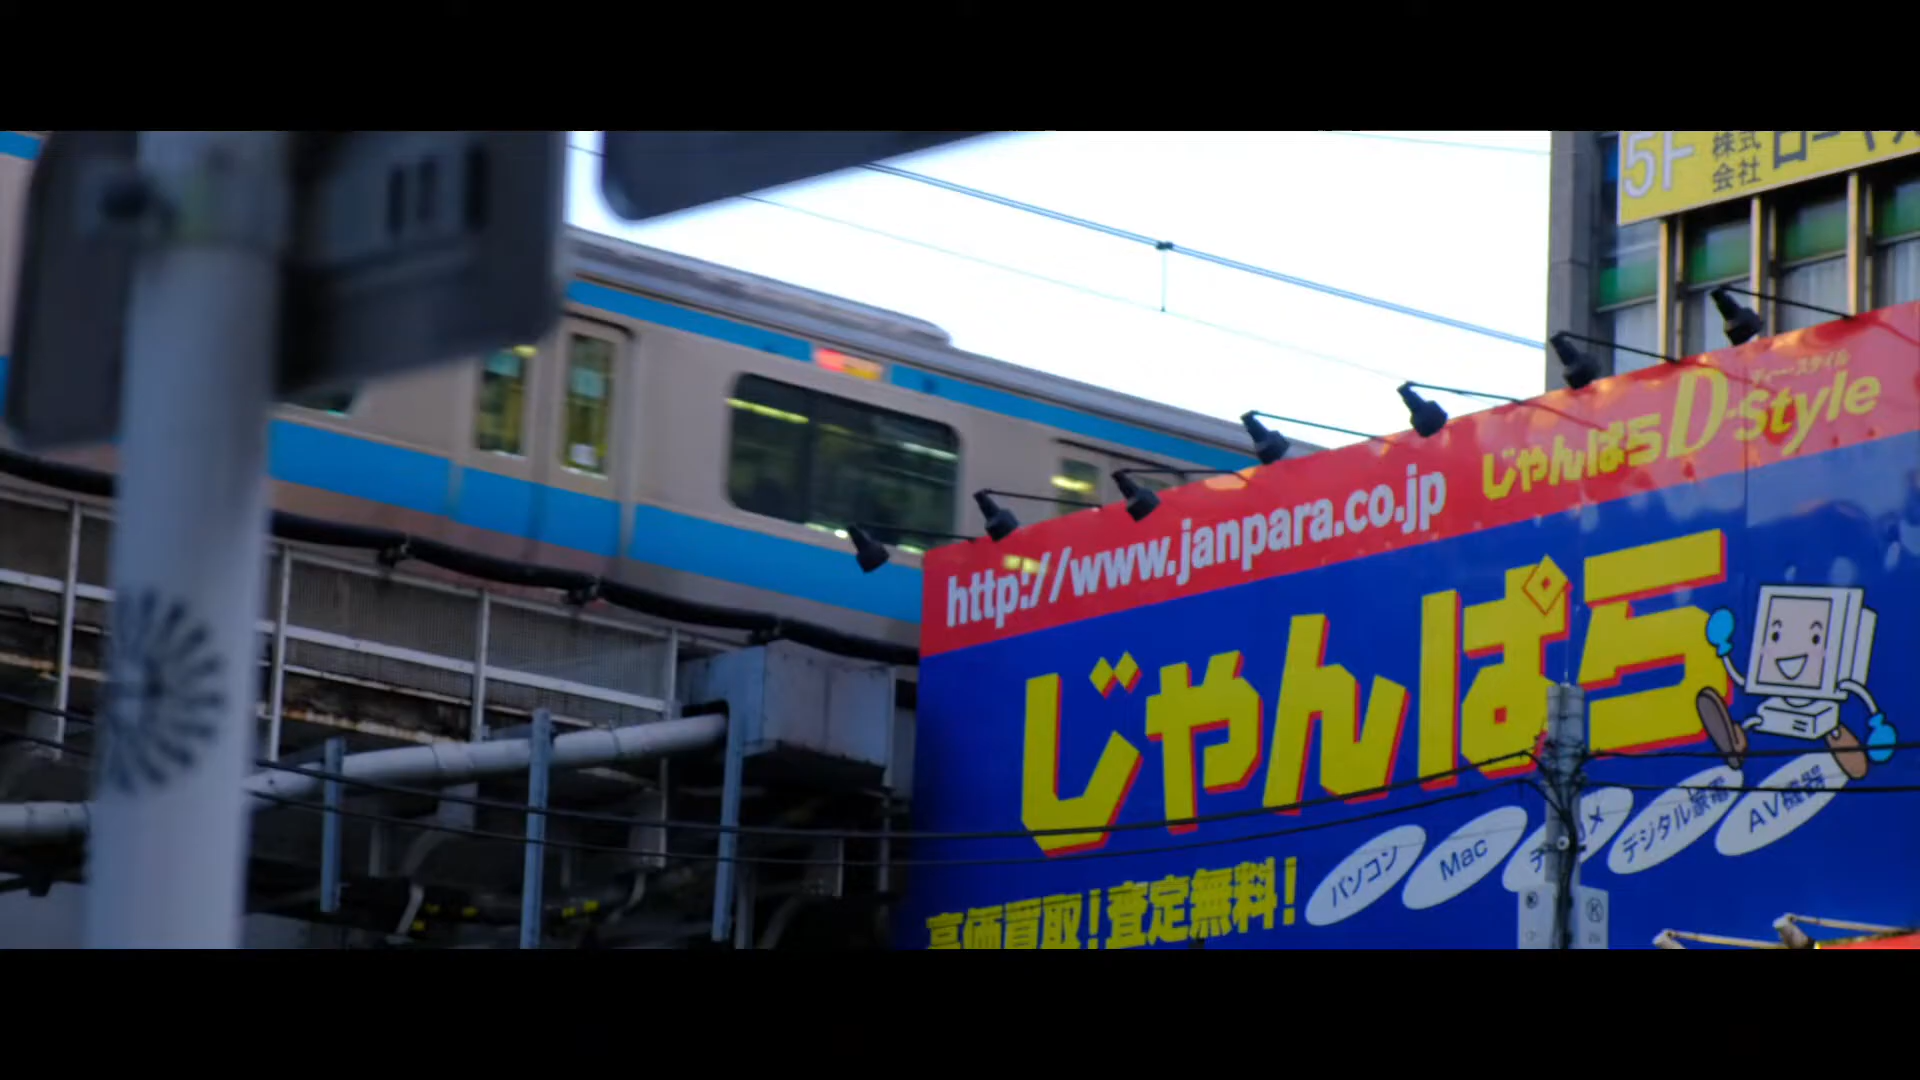 5F 株式会社
http://www.janpara.co.jp
じゃんぱら D-Style
ディー・スタイル
じゃんぱら
高価買取!査定無料!
パソコン
Mac
デジタル家電
AV機器